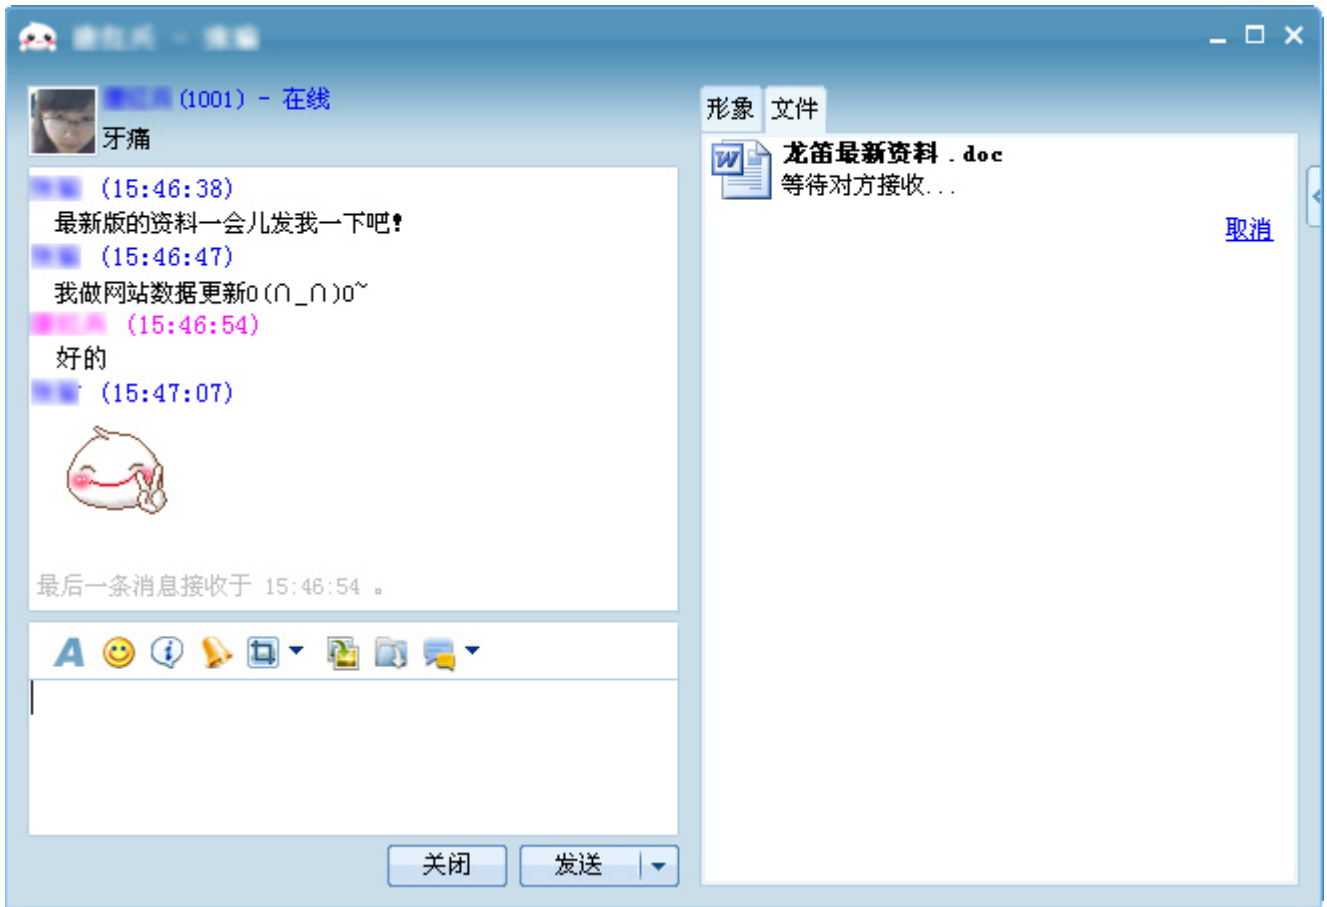 (1001) - 在线
牙痛
(15:46:38)
最新版的资料一会儿发我一下吧!
(15:46:47)
我做网站数据更新O(∩_∩)O~
(15:46:54)
好的
(15:47:07)
最后一条消息接收于 15:46:54 。
关闭
发送
形象 文件
龙笛最新资料.doc
等待对方接收...
取消